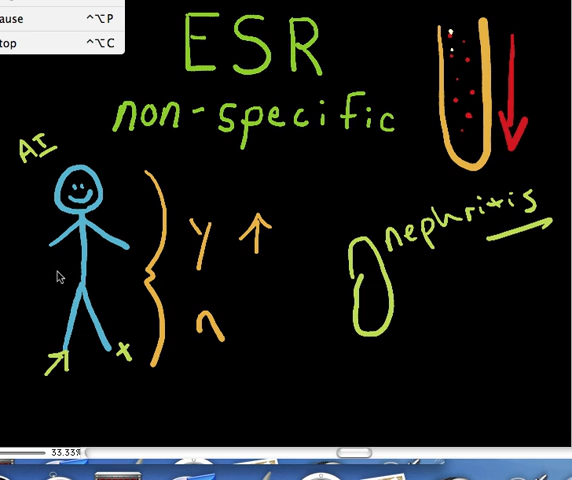 ause ⌃⌥P
top ⌃⌥C
ESR
non-specific
AI
nephritis
y ↑
n
x
33.33%